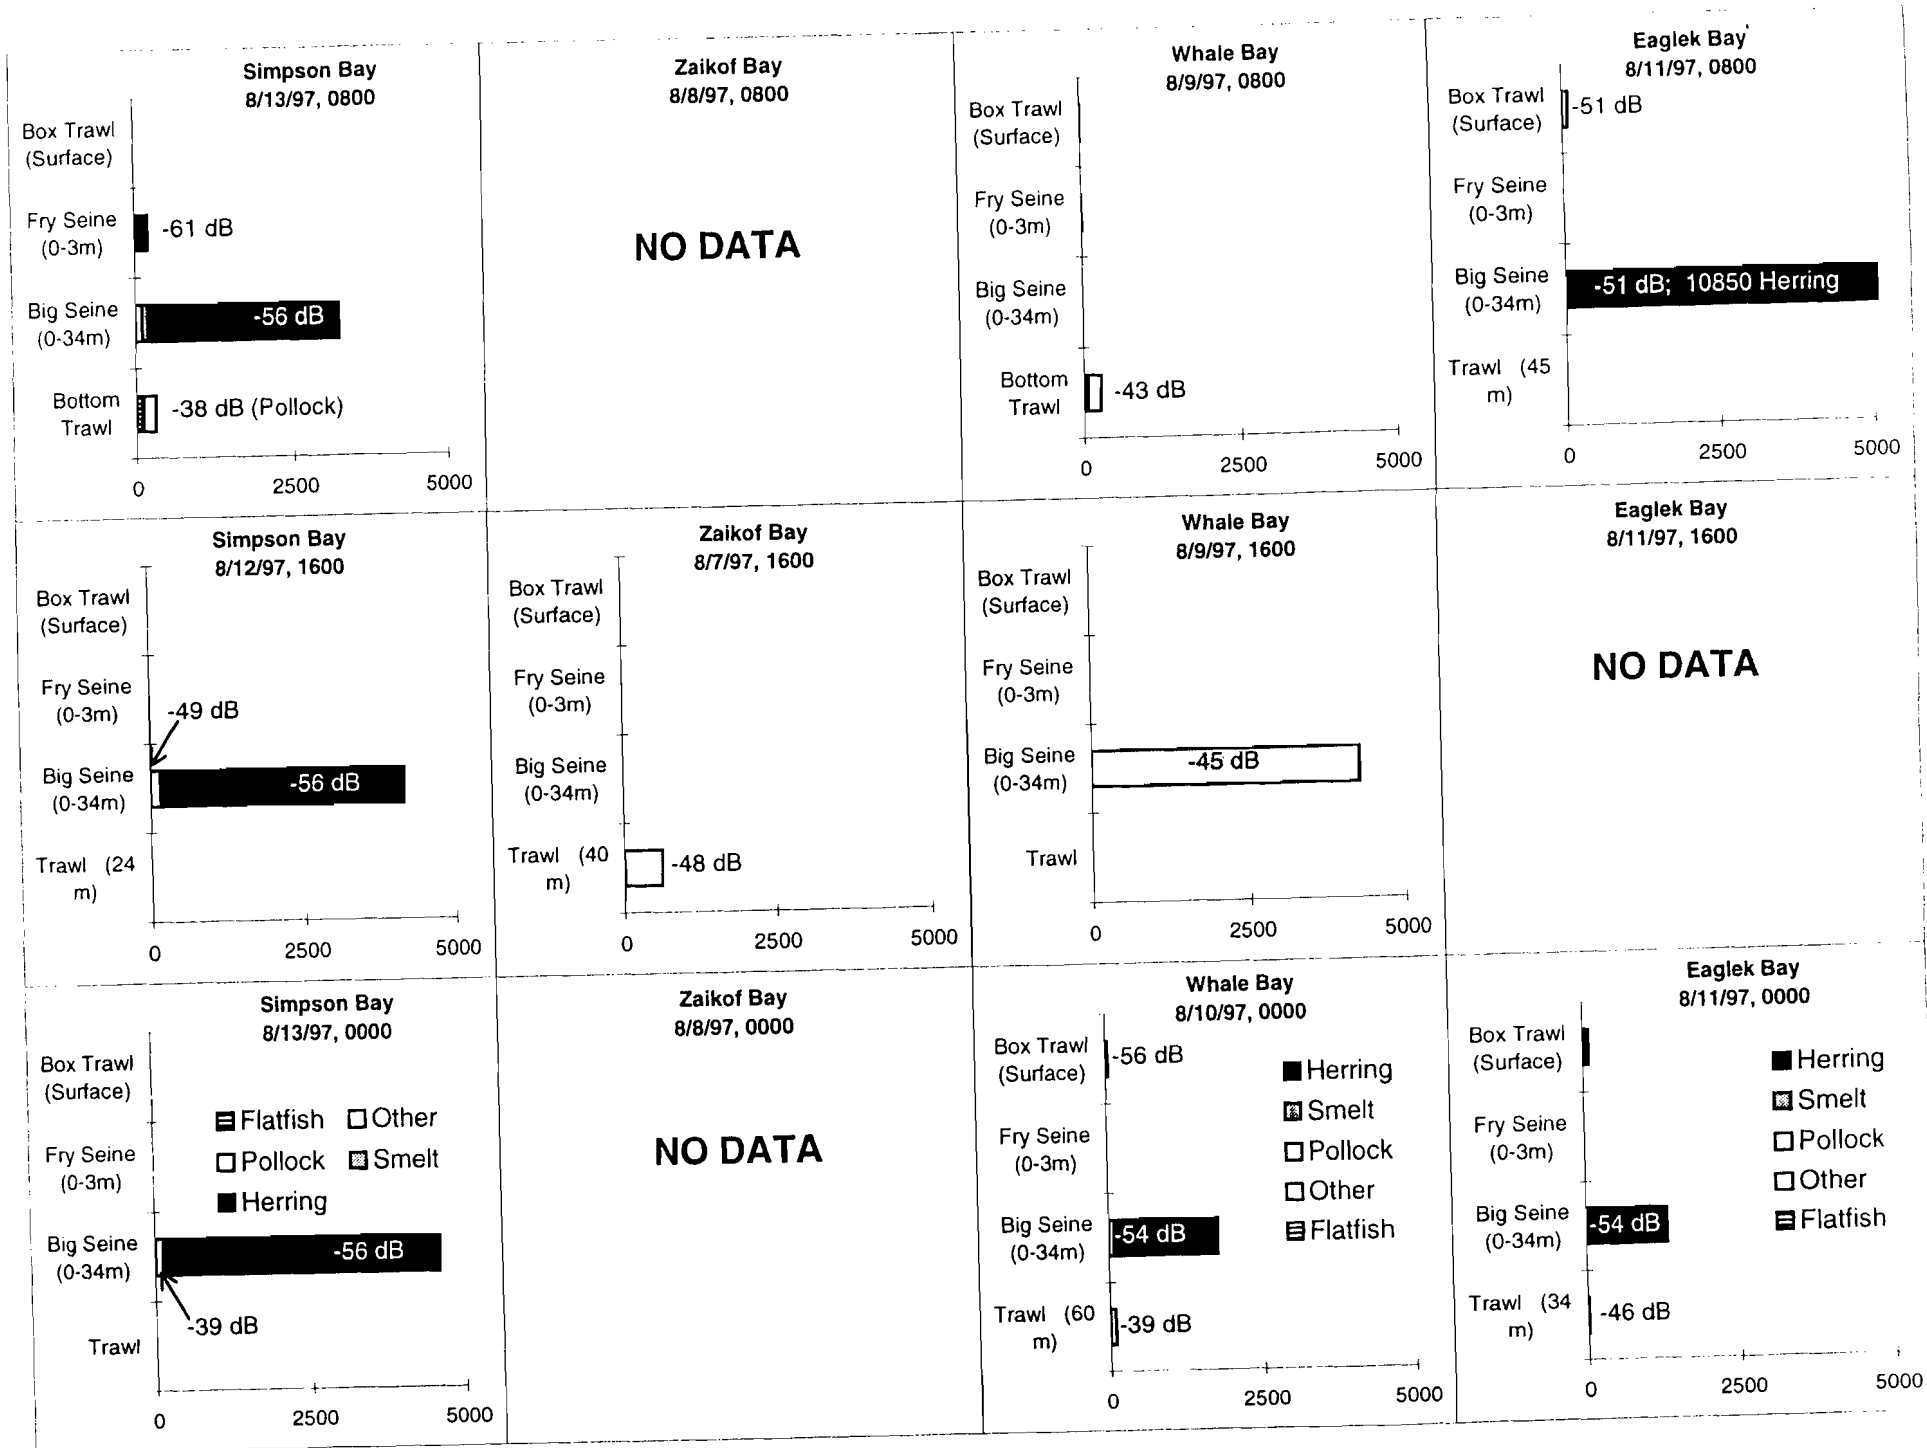 Simpson Bay
8/13/97, 0800
Box Trawl
(Surface)
Fry Seine
(0-3m)
-61 dB
Big Seine
(0-34m)
-56 dB
Bottom
Trawl
-38 dB (Pollock)
0 2500 5000
Zaikof Bay
8/8/97, 0800
NO DATA
Whale Bay
8/9/97, 0800
Box Trawl
(Surface)
Fry Seine
(0-3m)
Big Seine
(0-34m)
Bottom
Trawl
-43 dB
0 2500 5000
Eaglek Bay
8/11/97, 0800
Box Trawl
(Surface)
-51 dB
Fry Seine
(0-3m)
Big Seine
(0-34m)
-51 dB; 10850 Herring
Trawl (45
m)
0 2500 5000
Simpson Bay
8/12/97, 1600
Box Trawl
(Surface)
Fry Seine
(0-3m)
-49 dB
Big Seine
(0-34m)
-56 dB
Trawl (24
m)
0 2500 5000
Zaikof Bay
8/7/97, 1600
Box Trawl
(Surface)
Fry Seine
(0-3m)
Big Seine
(0-34m)
Trawl (40
m)
-48 dB
0 2500 5000
Whale Bay
8/9/97, 1600
Box Trawl
(Surface)
Fry Seine
(0-3m)
Big Seine
(0-34m)
-45 dB
Trawl
0 2500 5000
Eaglek Bay
8/11/97, 1600
NO DATA
Simpson Bay
8/13/97, 0000
Box Trawl
(Surface)
Flatfish Other
Pollock Smelt
Herring
Fry Seine
(0-3m)
Big Seine
(0-34m)
-56 dB
-39 dB
Trawl
0 2500 5000
Zaikof Bay
8/8/97, 0000
NO DATA
Whale Bay
8/10/97, 0000
Box Trawl
(Surface)
-56 dB
Herring
Smelt
Pollock
Other
Flatfish
Fry Seine
(0-3m)
Big Seine
(0-34m)
-54 dB
Trawl (60
m)
-39 dB
0 2500 5000
Eaglek Bay
8/11/97, 0000
Box Trawl
(Surface)
Herring
Smelt
Pollock
Other
Flatfish
Fry Seine
(0-3m)
Big Seine
(0-34m)
-54 dB
Trawl (34
m)
-46 dB
0 2500 5000